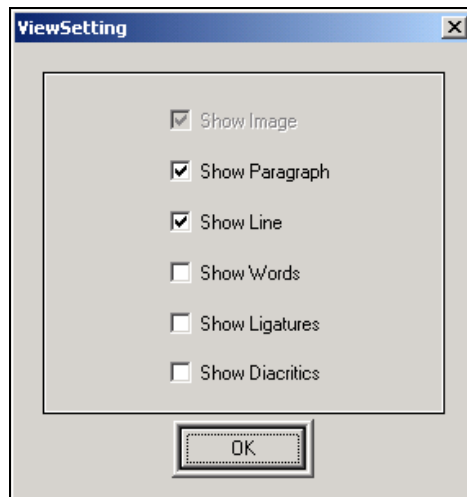 ViewSetting
Show Image
Show Paragraph
Show Line
Show Words
Show Ligatures
Show Diacritics
OK